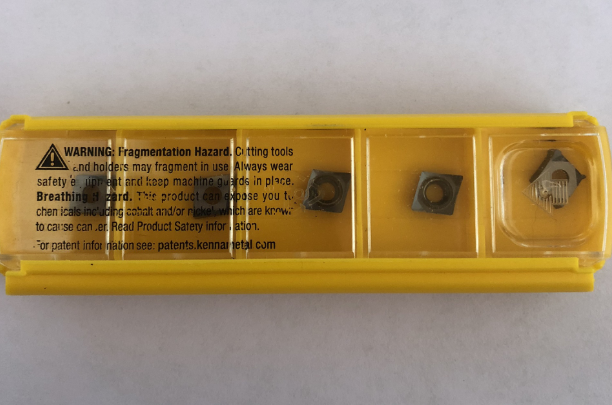 WARNING: Fragmentation Hazard. Cutting tools
and holders may fragment in use. Always wear
safety equipment and keep machine guards in place.
Breathing Hazard. This product can expose you to
chemicals including cobalt and/or nickel, which are known
to cause cancer. Read Product Safety information.
For patent information see: patents.kennametal.com